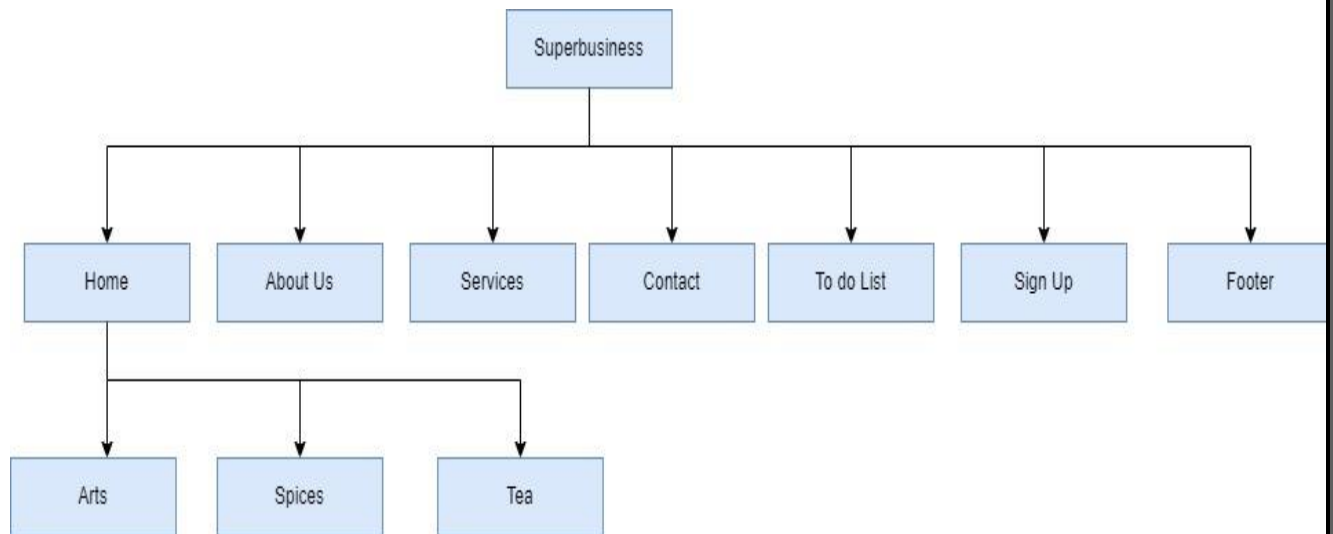 Superbusiness
Home
About Us
Services
Contact
To do List
Sign Up
Footer
Arts
Spices
Tea